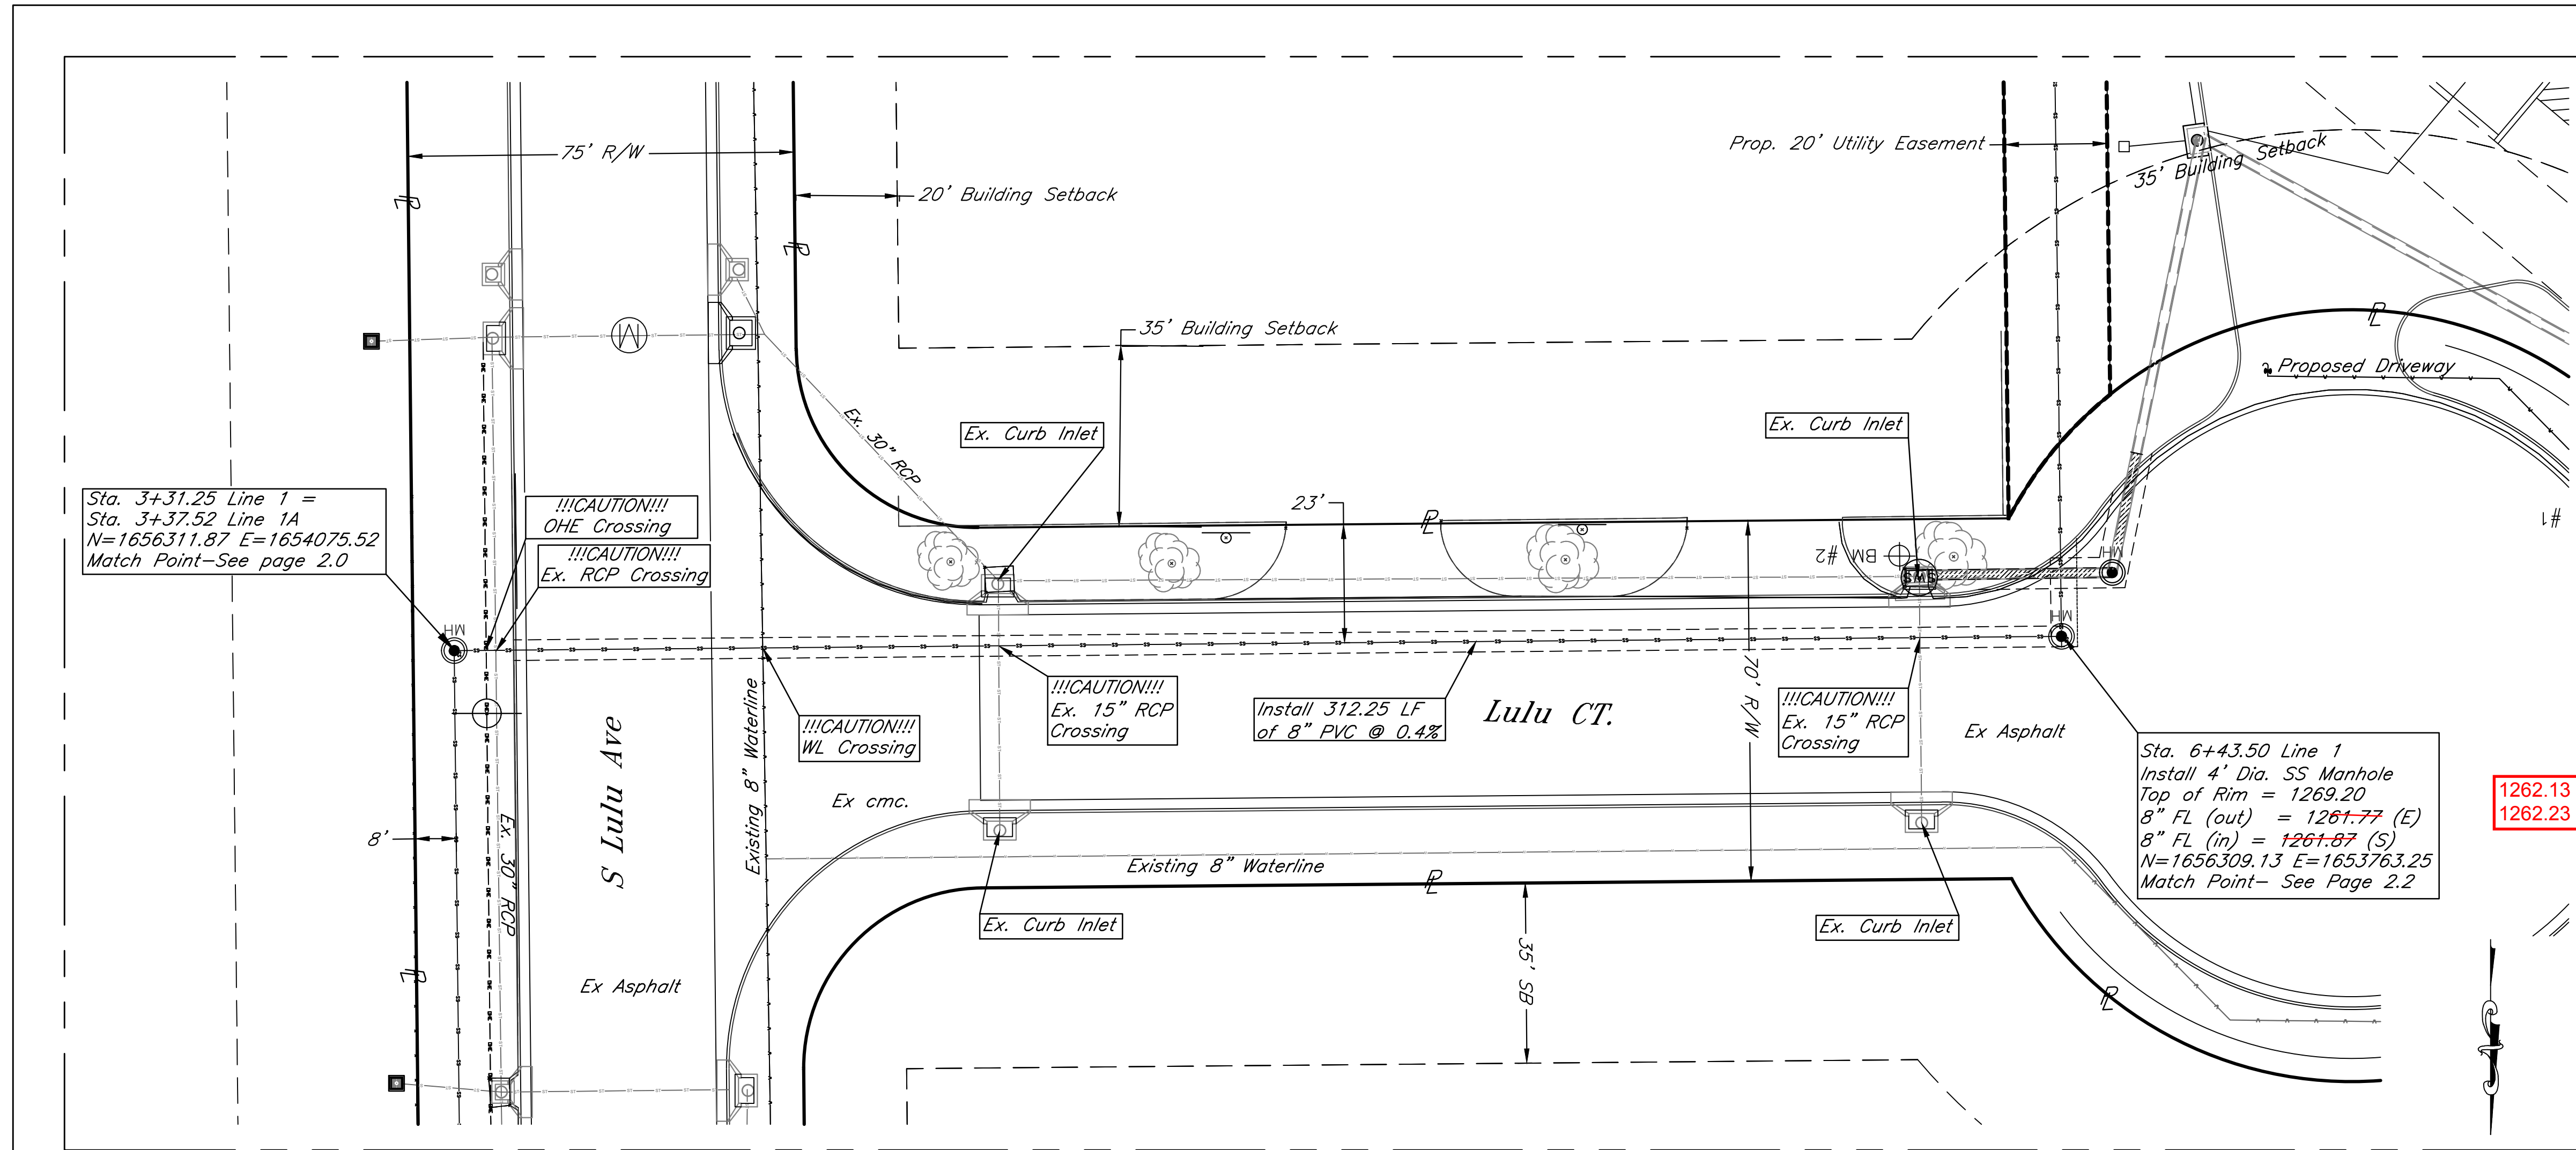 75' R/W
20' Building Setback
Prop. 20' Utility Easement
35' Building Setback
35' Building Setback
Proposed Driveway
Ex. 30" RCP
Ex. Curb Inlet
Ex. Curb Inlet
23'
Sta. 3+31.25 Line 1 =
Sta. 3+37.52 Line 1A
N=1656311.87 E=1654075.52
Match Point-See page 2.0
!!!CAUTION!!!
OHE Crossing
!!!CAUTION!!!
Ex. RCP Crossing
BM #2
#1
MH
MH
MH
SWS
!!!CAUTION!!!
WL Crossing
!!!CAUTION!!!
Ex. 15" RCP
Crossing
Install 312.25 LF
of 8" PVC @ 0.4%
Lulu CT.
70' R/W
!!!CAUTION!!!
Ex. 15" RCP
Crossing
Ex Asphalt
Sta. 6+43.50 Line 1
Install 4' Dia. SS Manhole
Top of Rim = 1269.20
8" FL (out) = 1261.77 (E)
8" FL (in) = 1261.87 (S)
N=1656309.13 E=1653763.25
Match Point- See Page 2.2
1262.13
1262.23
S Lulu Ave
Existing 8" Waterline
Ex cmc.
8'
Ex. 30" RCP
Existing 8" Waterline
Ex. Curb Inlet
Ex. Curb Inlet
35' SB
Ex Asphalt